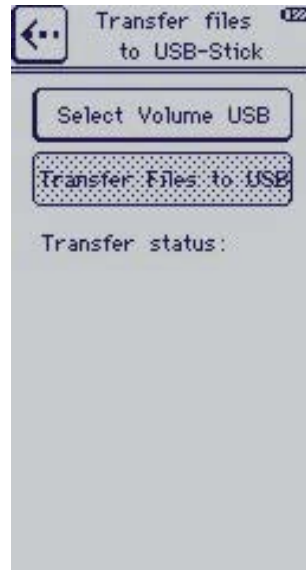 Transfer files
to USB-Stick
Select Volume USB
Transfer Files to USB
Transfer status: